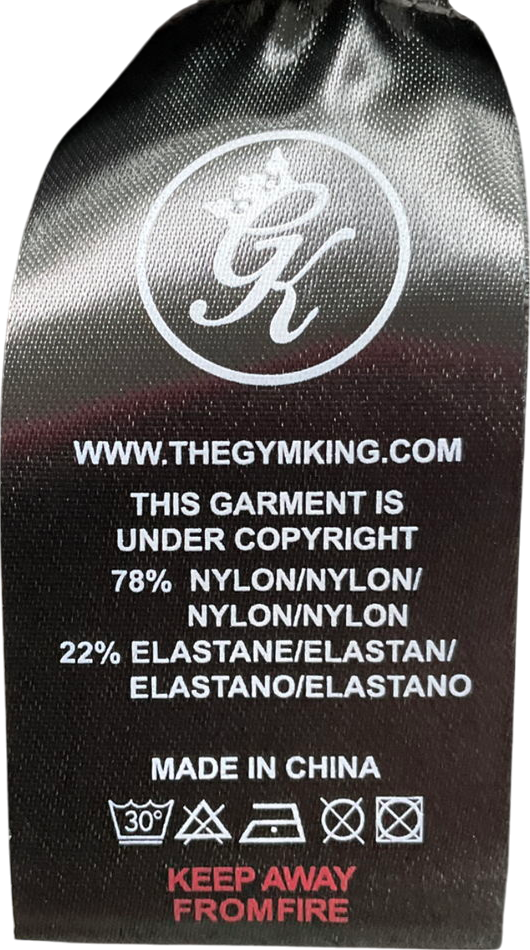 GK
WWW.THEGYMKING.COM
THIS GARMENT IS
UNDER COPYRIGHT
78% NYLON/NYLON/
NYLON/NYLON
22% ELASTANE/ELASTAN/
ELASTANO/ELASTANO
MADE IN CHINA
30°
KEEP AWAY
FROMFIRE